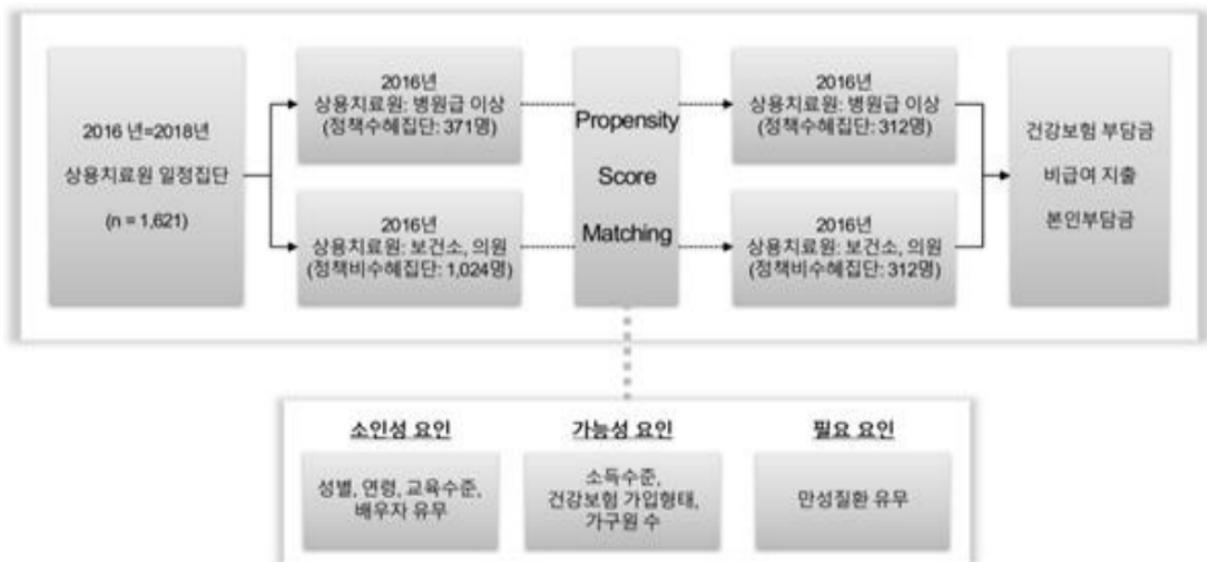 2016 년=2018년
상용치료원 일정집단
(n = 1,621)
2016년
상용치료원: 병원급 이상
(정책수혜집단: 371명)
2016년
상용치료원: 보건소, 의원
(정책비수혜집단: 1,024명)
Propensity
Score
Matching
2016년
상용치료원: 병원급 이상
(정책수혜집단: 312명)
2016년
상용치료원: 보건소, 의원
(정책비수혜집단: 312명)
건강보험 부담금
비급여 지출
본인부담금
소인성 요인
성별, 연령, 교육수준,
배우자 유무
가능성 요인
소득수준,
건강보험 가입형태,
가구원 수
필요 요인
만성질환 유무